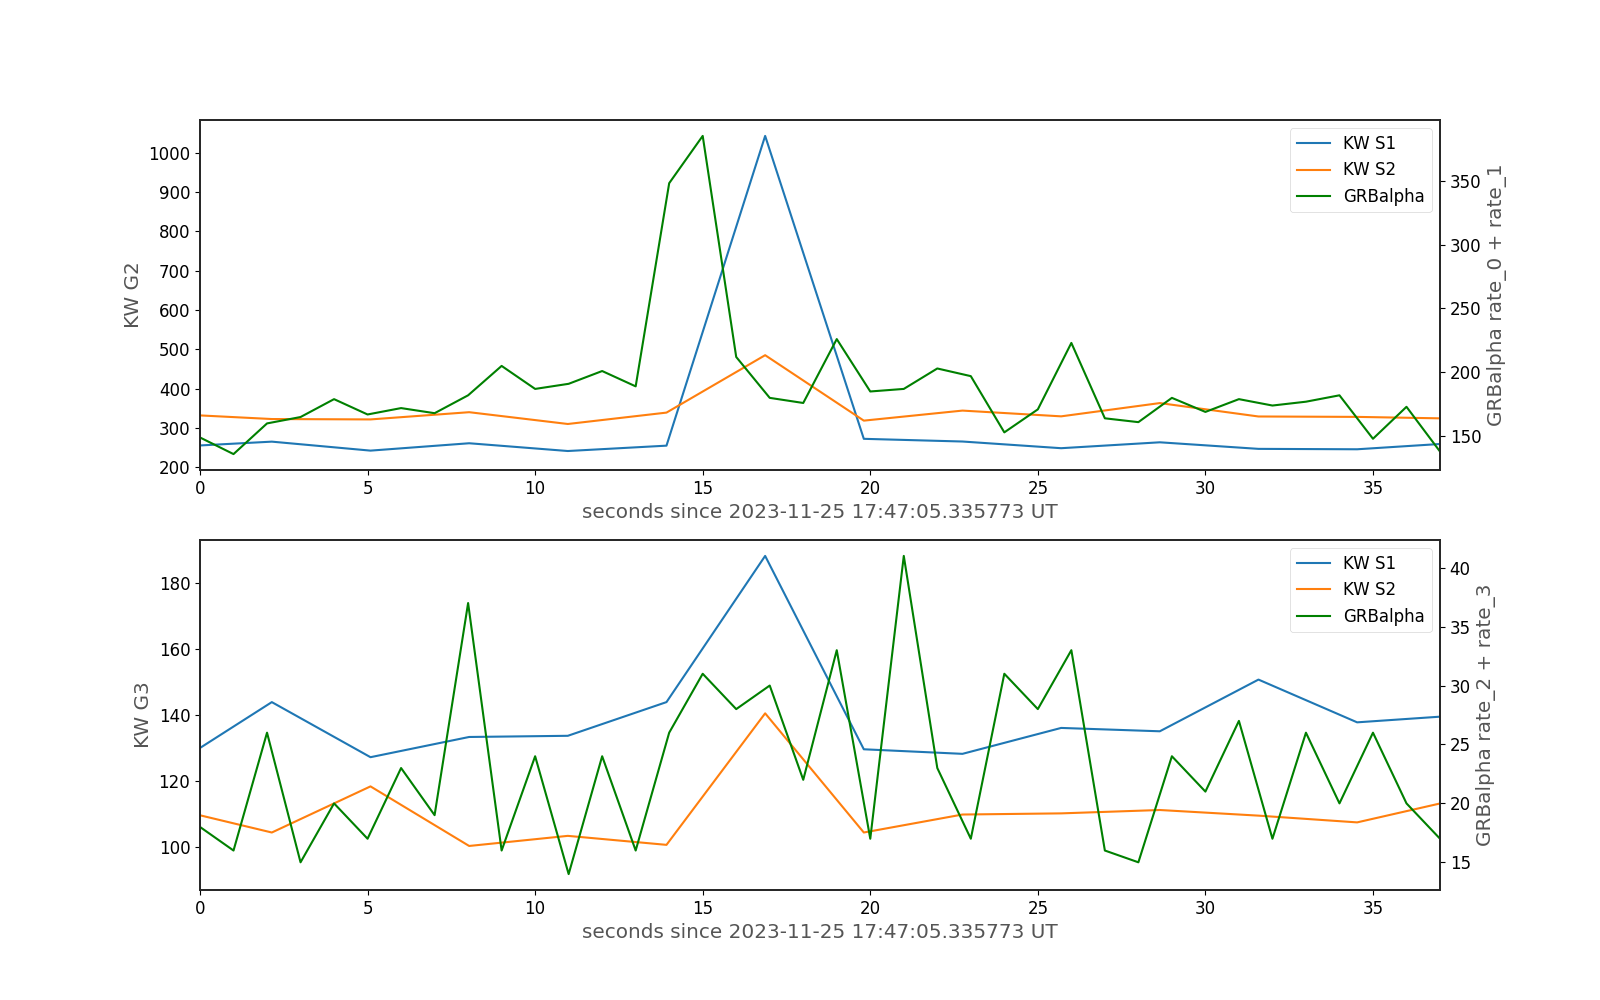 KW G2
1000
900
800
700
600
500
400
300
200
KW S1
KW S2
GRBalpha
350
300
250
200
150
GRBalpha rate_0 + rate_1
0 5 10 15 20 25 30 35
seconds since 2023-11-25 17:47:05.335773 UT
KW G3
180
160
140
120
100
KW S1
KW S2
GRBalpha
40
35
30
25
20
15
GRBalpha rate_2 + rate_3
0 5 10 15 20 25 30 35
seconds since 2023-11-25 17:47:05.335773 UT